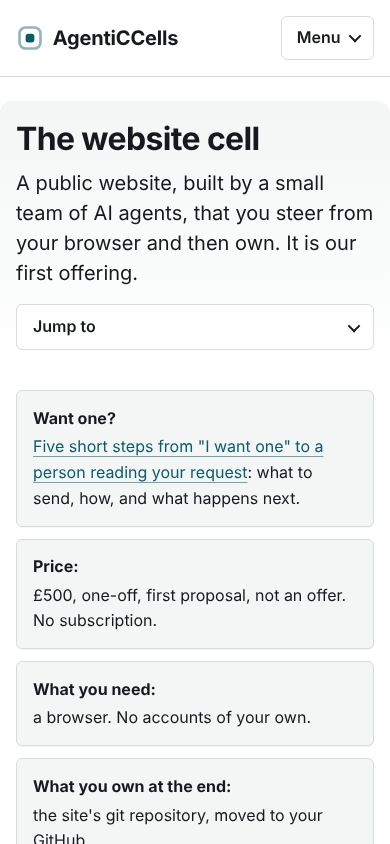 AgentiCCells
Menu
The website cell
A public website, built by a small
team of AI agents, that you steer from
your browser and then own. It is our
first offering.
Jump to
Want one?
Five short steps from "I want one" to a
person reading your request: what to
send, how, and what happens next.
Price:
£500, one-off, first proposal, not an offer.
No subscription.
What you need:
a browser. No accounts of your own.
What you own at the end:
the site's git repository, moved to your
GitHub